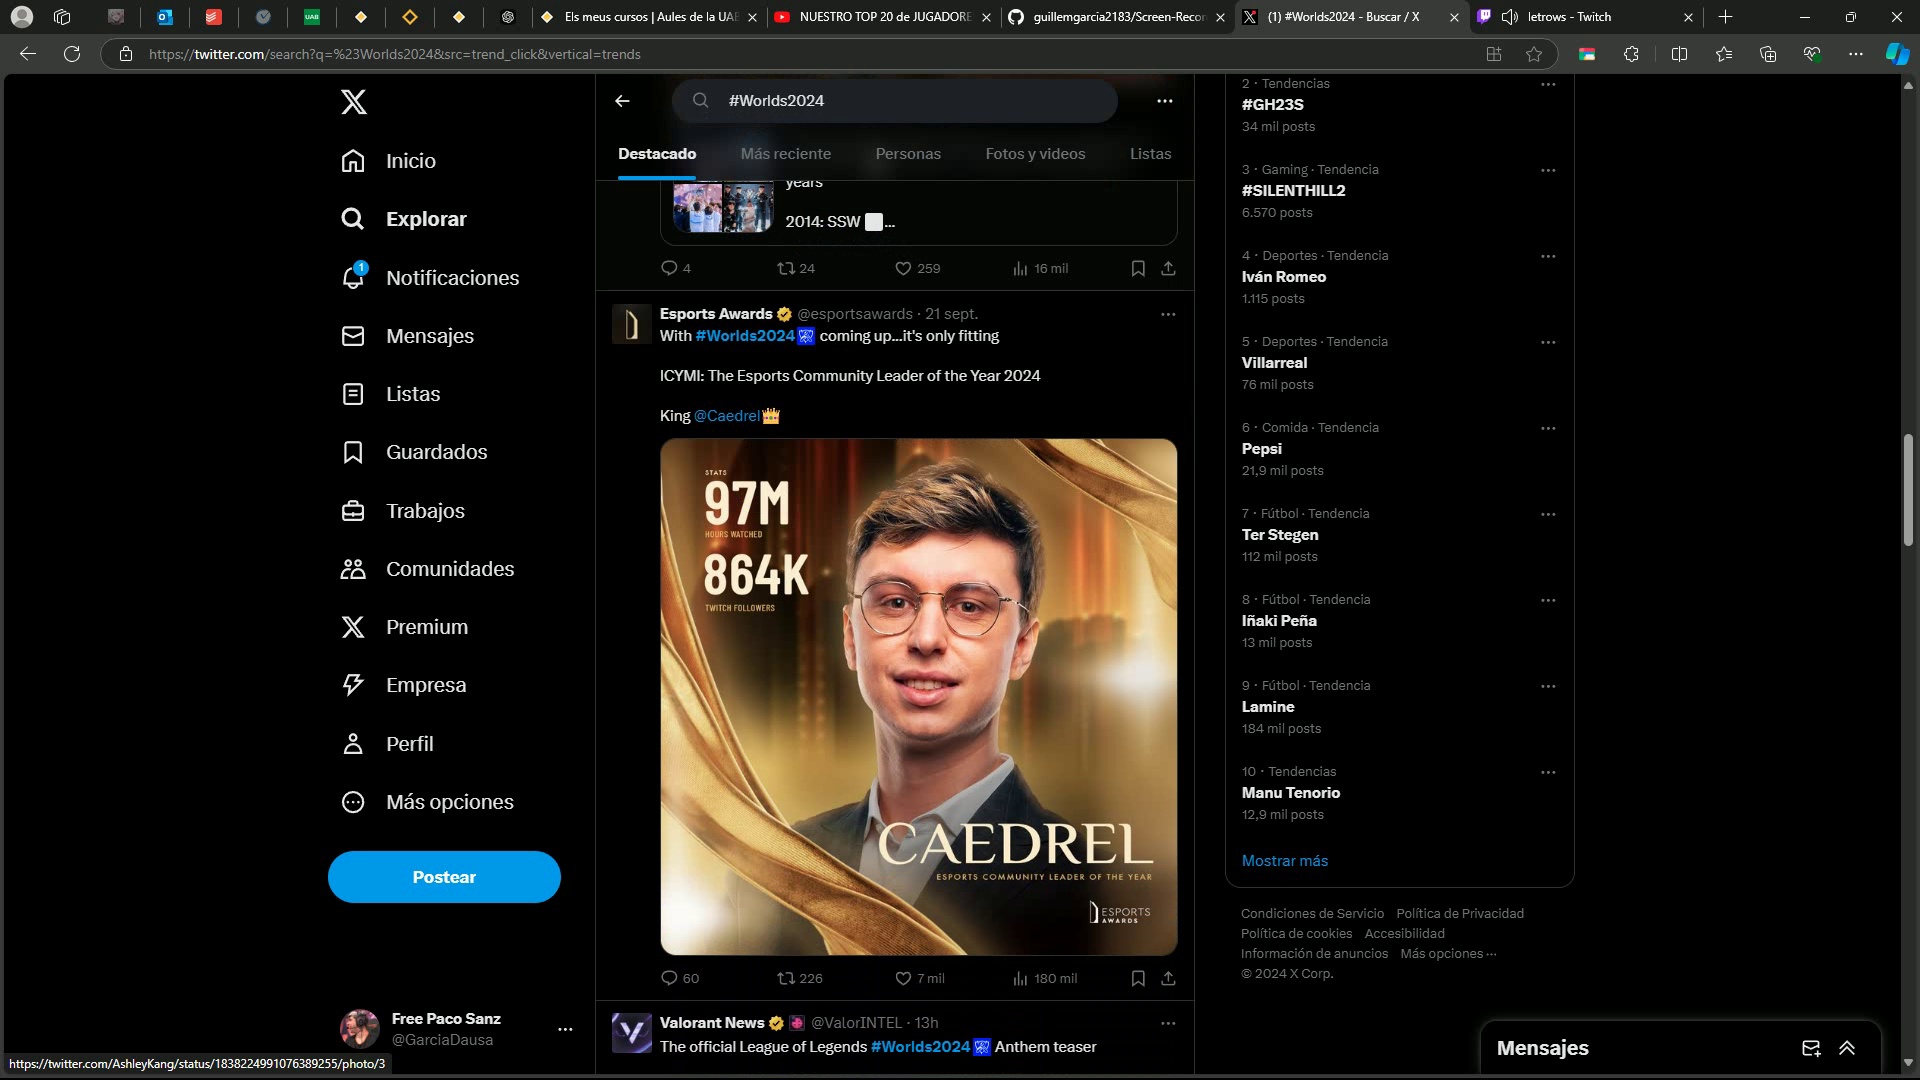 Els meus cursos | Aules de la UAB
NUESTRO TOP 20 de JUGADORE
guillemgarcia2183/Screen-Recor
(1) #Worlds2024 - Buscar / X
letrows - Twitch
https://twitter.com/search?q=%23Worlds2024&src=trend_click&vertical=trends
Inicio
Explorar
1
Notificaciones
Mensajes
Listas
Guardados
Trabajos
Comunidades
Premium
Empresa
Perfil
Más opciones
Postear
Free Paco Sanz
@GarciaDausa
https://twitter.com/AshleyKang/status/1838224991076389255/photo/3
#Worlds2024
Destacado Más reciente Personas Fotos y videos Listas
years
2014: SSW ...
4 24 259 16 mil
Esports Awards @esportsawards · 21 sept.
With #Worlds2024 coming up...it's only fitting
ICYMI: The Esports Community Leader of the Year 2024
King @Caedrel
STATS
97M
HOURS WATCHED
864K
TWITCH FOLLOWERS
CAEDREL
ESPORTS COMMUNITY LEADER OF THE YEAR
ESPORTS
AWARDS
60 226 7 mil 180 mil
Valorant News @ValorINTEL · 13h
The official League of Legends #Worlds2024 Anthem teaser
2 · Tendencias
#GH23S
34 mil posts
3 · Gaming · Tendencia
#SILENTHILL2
6.570 posts
4 · Deportes · Tendencia
Iván Romeo
1.115 posts
5 · Deportes · Tendencia
Villarreal
76 mil posts
6 · Comida · Tendencia
Pepsi
21,9 mil posts
7 · Fútbol · Tendencia
Ter Stegen
112 mil posts
8 · Fútbol · Tendencia
Iñaki Peña
13 mil posts
9 · Fútbol · Tendencia
Lamine
184 mil posts
10 · Tendencias
Manu Tenorio
12,9 mil posts
Mostrar más
Condiciones de Servicio Política de Privacidad
Política de cookies Accesibilidad
Información de anuncios Más opciones ···
© 2024 X Corp.
Mensajes